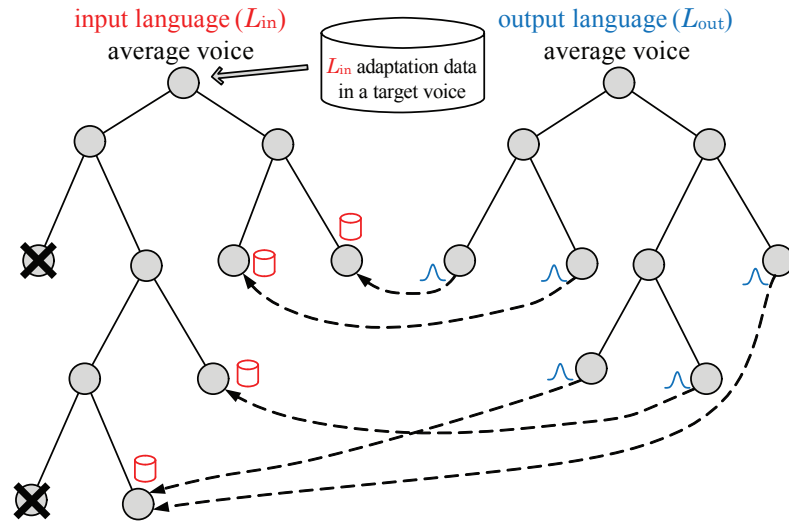 input language (Lin)
average voice
Lin adaptation data
in a target voice
output language (Lout)
average voice